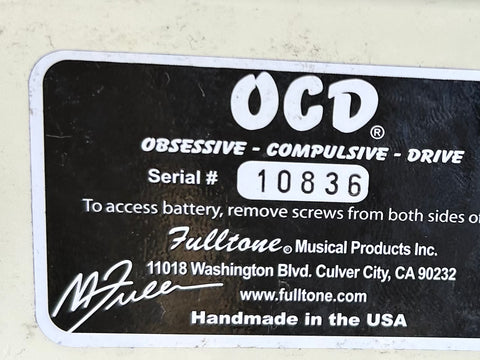 OCD®
OBSESSIVE - COMPULSIVE - DRIVE
Serial # 10836
To access battery, remove screws from both sides
Fulltone® Musical Products Inc.
11018 Washington Blvd. Culver City, CA 90232
www.fulltone.com
Handmade in the USA